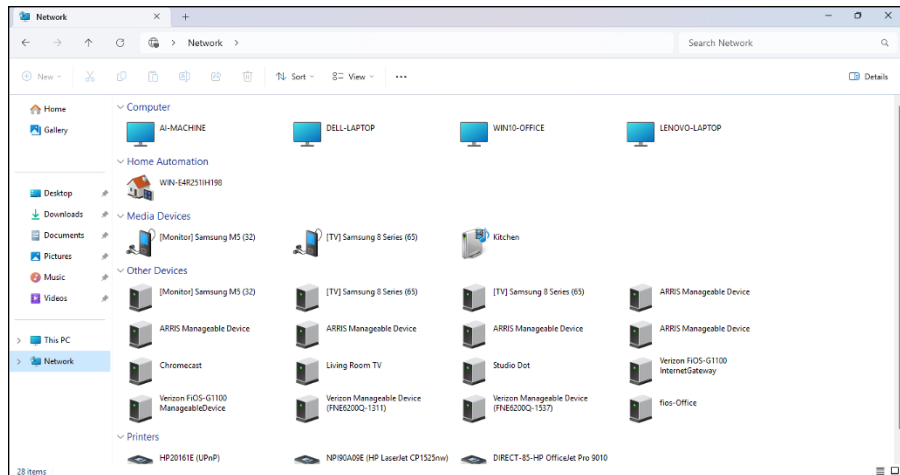 Network
Network
Search Network
New
Sort
View
Details
Home
Gallery
Desktop
Downloads
Documents
Pictures
Music
Videos
This PC
Network
Computer
AI-MACHINE
DELL-LAPTOP
WIN10-OFFICE
LENOVO-LAPTOP
Home Automation
WIN-E4R251IH198
Media Devices
[Monitor] Samsung M5 (32)
[TV] Samsung 8 Series (65)
Kitchen
Other Devices
[Monitor] Samsung M5 (32)
[TV] Samsung 8 Series (65)
[TV] Samsung 8 Series (65)
ARRIS Manageable Device
ARRIS Manageable Device
ARRIS Manageable Device
ARRIS Manageable Device
ARRIS Manageable Device
Chromecast
Living Room TV
Studio Dot
Verizon FiOS-G1100
InternetGateway
Verizon FiOS-G1100
ManageableDevice
Verizon Manageable Device
(FNE6200Q-1311)
Verizon Manageable Device
(FNE6200Q-1537)
fios-Office
Printers
HP20161E (UPnP)
NPI90A09E (HP LaserJet CP1525nw)
DIRECT-85-HP OfficeJet Pro 9010
28 items